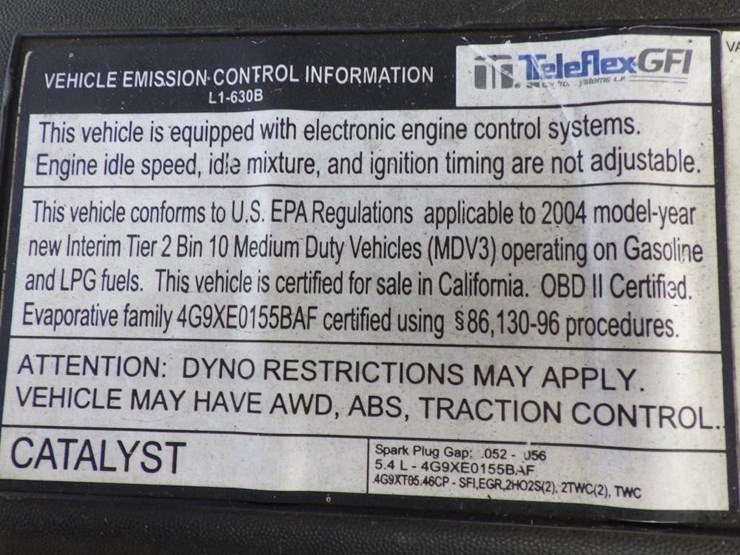 VEHICLE EMISSION CONTROL INFORMATION
L1-630B
TeleflexGFI
This vehicle is equipped with electronic engine control systems.
Engine idle speed, idle mixture, and ignition timing are not adjustable.
This vehicle conforms to U.S. EPA Regulations applicable to 2004 model-year
new Interim Tier 2 Bin 10 Medium Duty Vehicles (MDV3) operating on Gasoline
and LPG fuels. This vehicle is certified for sale in California. OBD II Certified.
Evaporative family 4G9XE0155BAF certified using §86,130-96 procedures.
ATTENTION: DYNO RESTRICTIONS MAY APPLY.
VEHICLE MAY HAVE AWD, ABS, TRACTION CONTROL.
CATALYST
Spark Plug Gap: .052 - 056
5.4 L - 4G9XE0155BAF
4G9XT05.46CP - SFI,EGR,2HO2S(2), 2TWC(2), TWC
VA